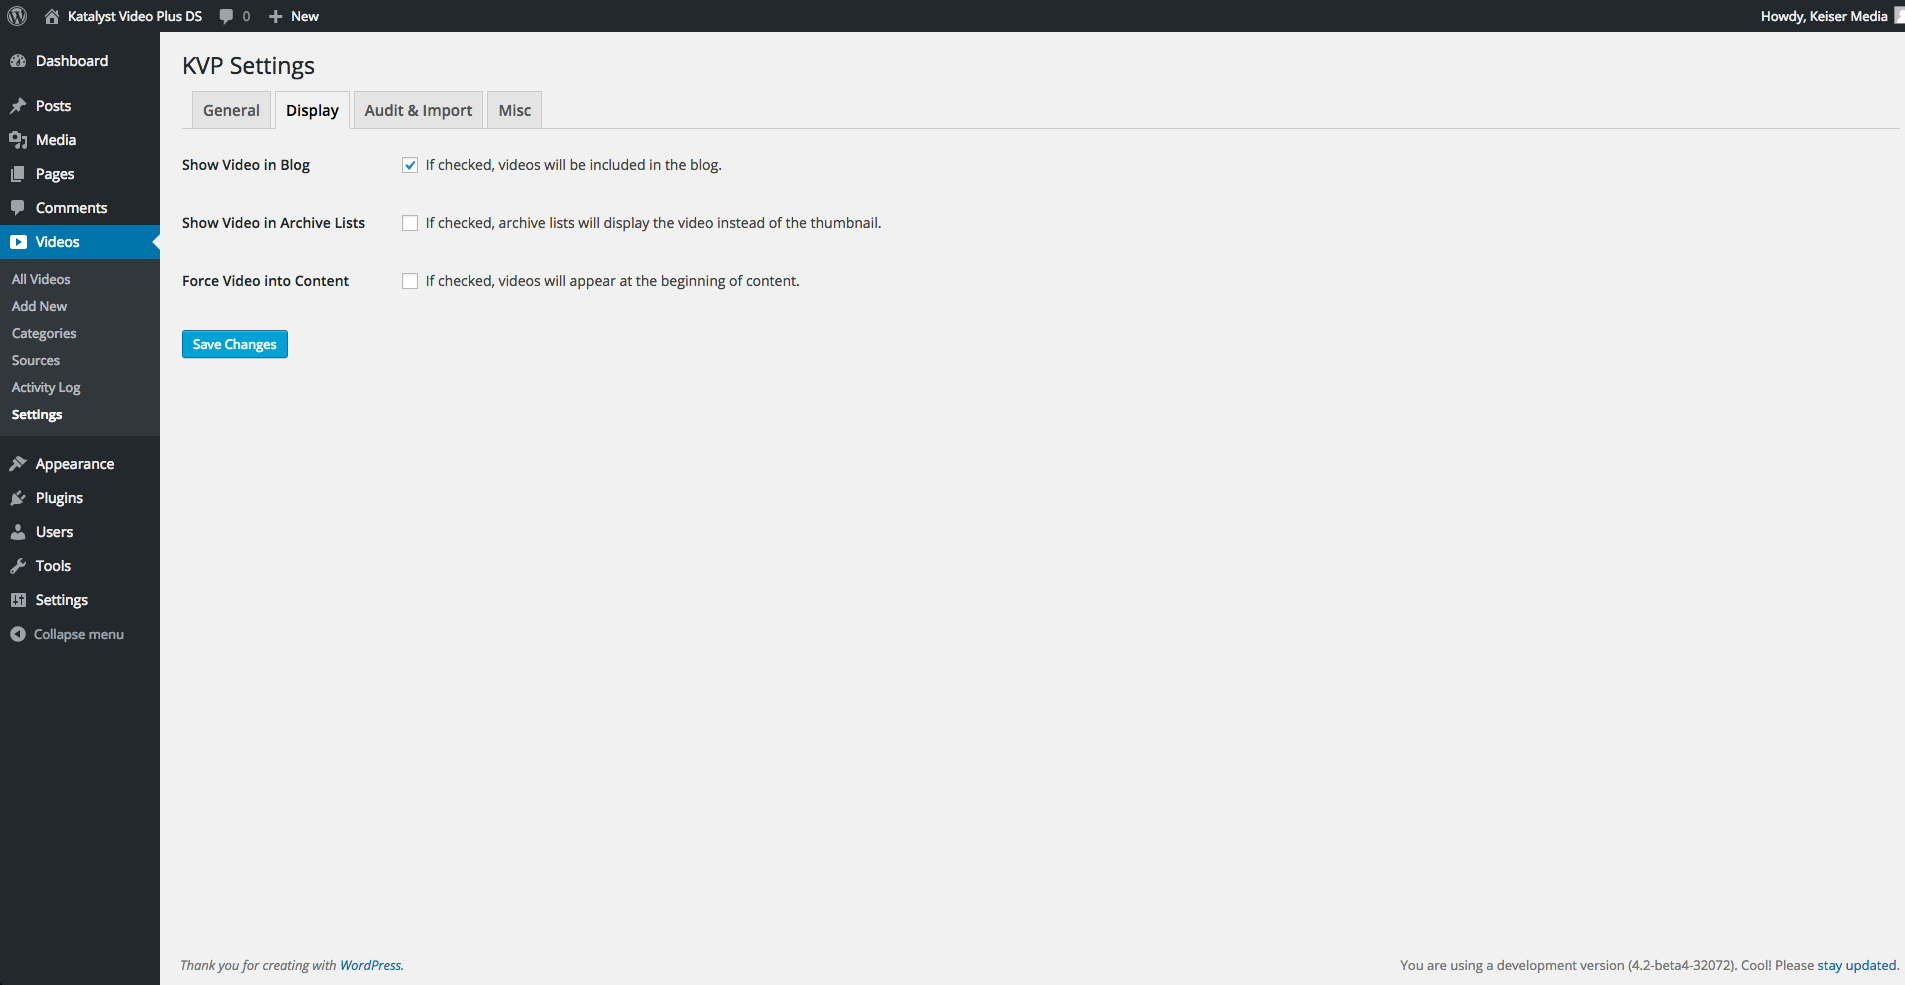 Katalyst Video Plus DS 0 New Howdy, Keiser Media
Dashboard
Posts
Media
Pages
Comments
Videos
All Videos
Add New
Categories
Sources
Activity Log
Settings
Appearance
Plugins
Users
Tools
Settings
Collapse menu
KVP Settings
General Display Audit & Import Misc
Show Video in Blog If checked, videos will be included in the blog.
Show Video in Archive Lists If checked, archive lists will display the video instead of the thumbnail.
Force Video into Content If checked, videos will appear at the beginning of content.
Save Changes
Thank you for creating with WordPress. You are using a development version (4.2-beta4-32072). Cool! Please stay updated.